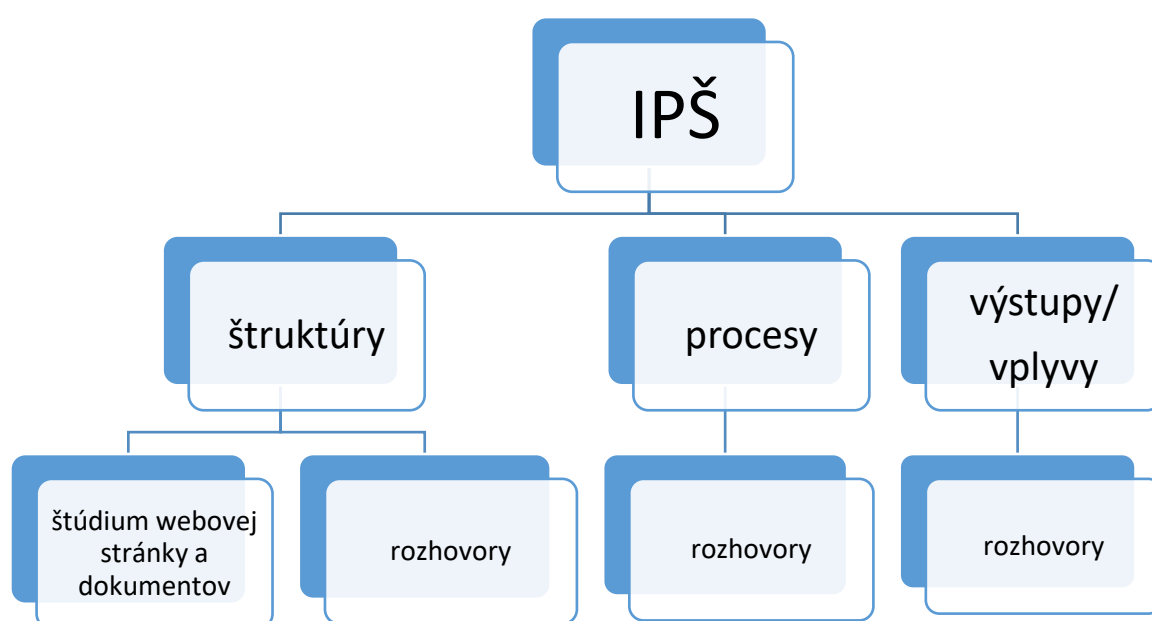 IPŠ
štruktúry
procesy
výstupy/
vplyvy
štúdium webovej
stránky a
dokumentov
rozhovory
rozhovory
rozhovory